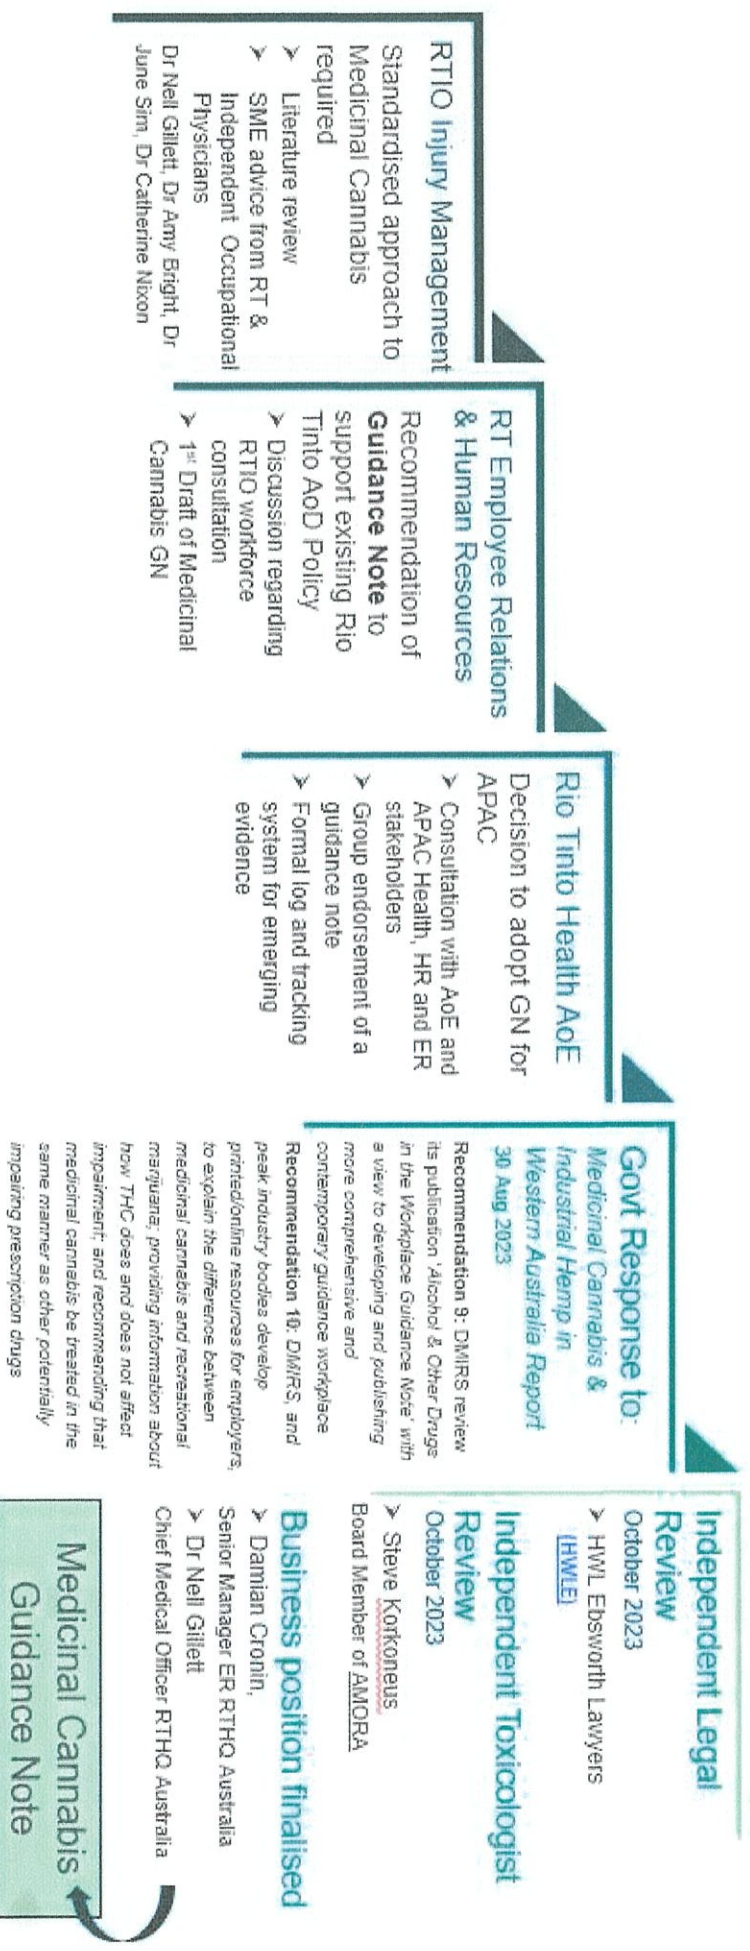 RTIO Injury Management
Standardised approach to
Medicinal Cannabis
required
➤ Literature review
➤ SME advice from RT &
Independent Occupational
Physicians
Dr Nell Gillett, Dr Amy Bright, Dr
June Sim, Dr Catherine Nixon
RT Employee Relations
& Human Resources
Recommendation of
Guidance Note to
support existing Rio
Tinto AoD Policy
➤ Discussion regarding
RTIO workforce
consultation
➤ 1st Draft of Medicinal
Cannabis GN
Rio Tinto Health AoE
Decision to adopt GN for
APAC
➤ Consultation with AoE and
APAC Health, HR and ER
stakeholders
➤ Group endorsement of a
guidance note
➤ Formal log and tracking
system for emerging
evidence
Govt Response to:
Medicinal Cannabis &
Industrial Hemp in
Western Australia Report
30 Aug 2023
Recommendation 9: DMIRS review
its publication 'Alcohol & Other Drugs
in the Workplace Guidance Note' with
a view to developing and publishing
more comprehensive and
contemporary guidance workplace
Recommendation 10: DMIRS, and
peak industry bodies develop
printed/online resources for employers,
to explain the difference between
medicinal cannabis and recreational
marijuana; providing information about
how THC does and does not affect
impairment; and recommending that
medicinal cannabis be treated in the
same manner as other potentially
impairing prescription drugs
Independent Legal
Review
October 2023
➤ HWL Ebsworth Lawyers
(HWLE)
Independent Toxicologist
Review
October 2023
➤ Steve Korkoneus
Board Member of AMORA
Business position finalised
➤ Damian Cronin,
Senior Manager ER RTHQ Australia
➤ Dr Nell Gillett
Chief Medical Officer RTHQ Australia
Medicinal Cannabis
Guidance Note